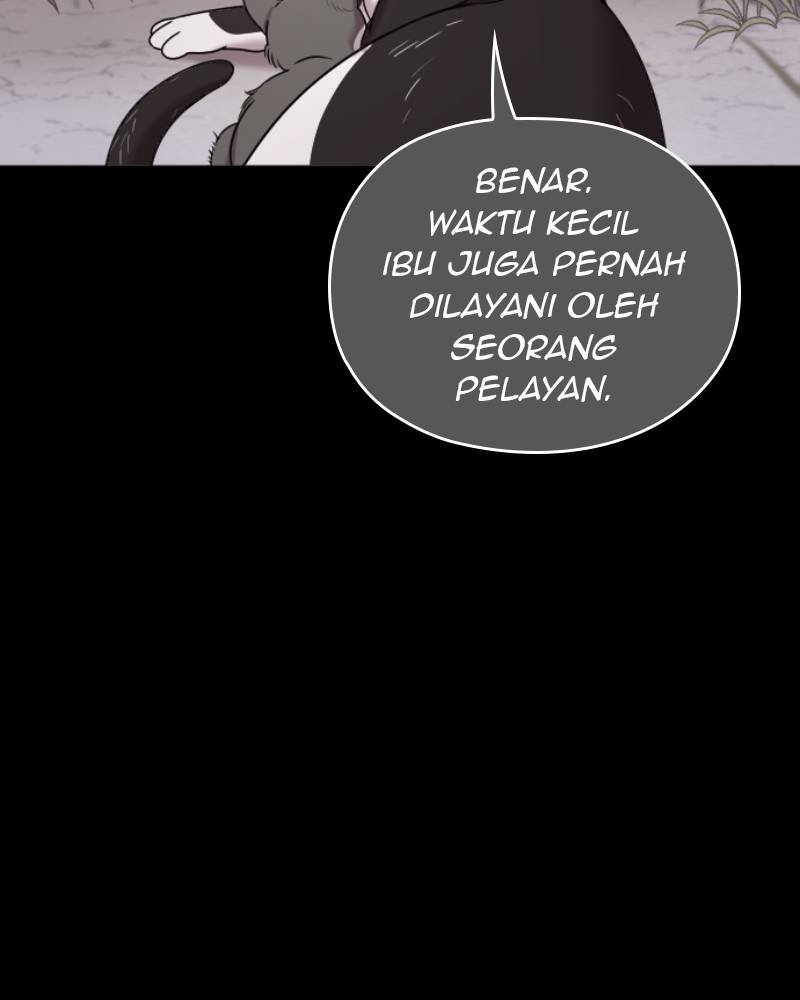 BENAR.
WAKTU KECIL
IBU JUGA PERNAH
DILAYANI OLEH
SEORANG
PELAYAN.